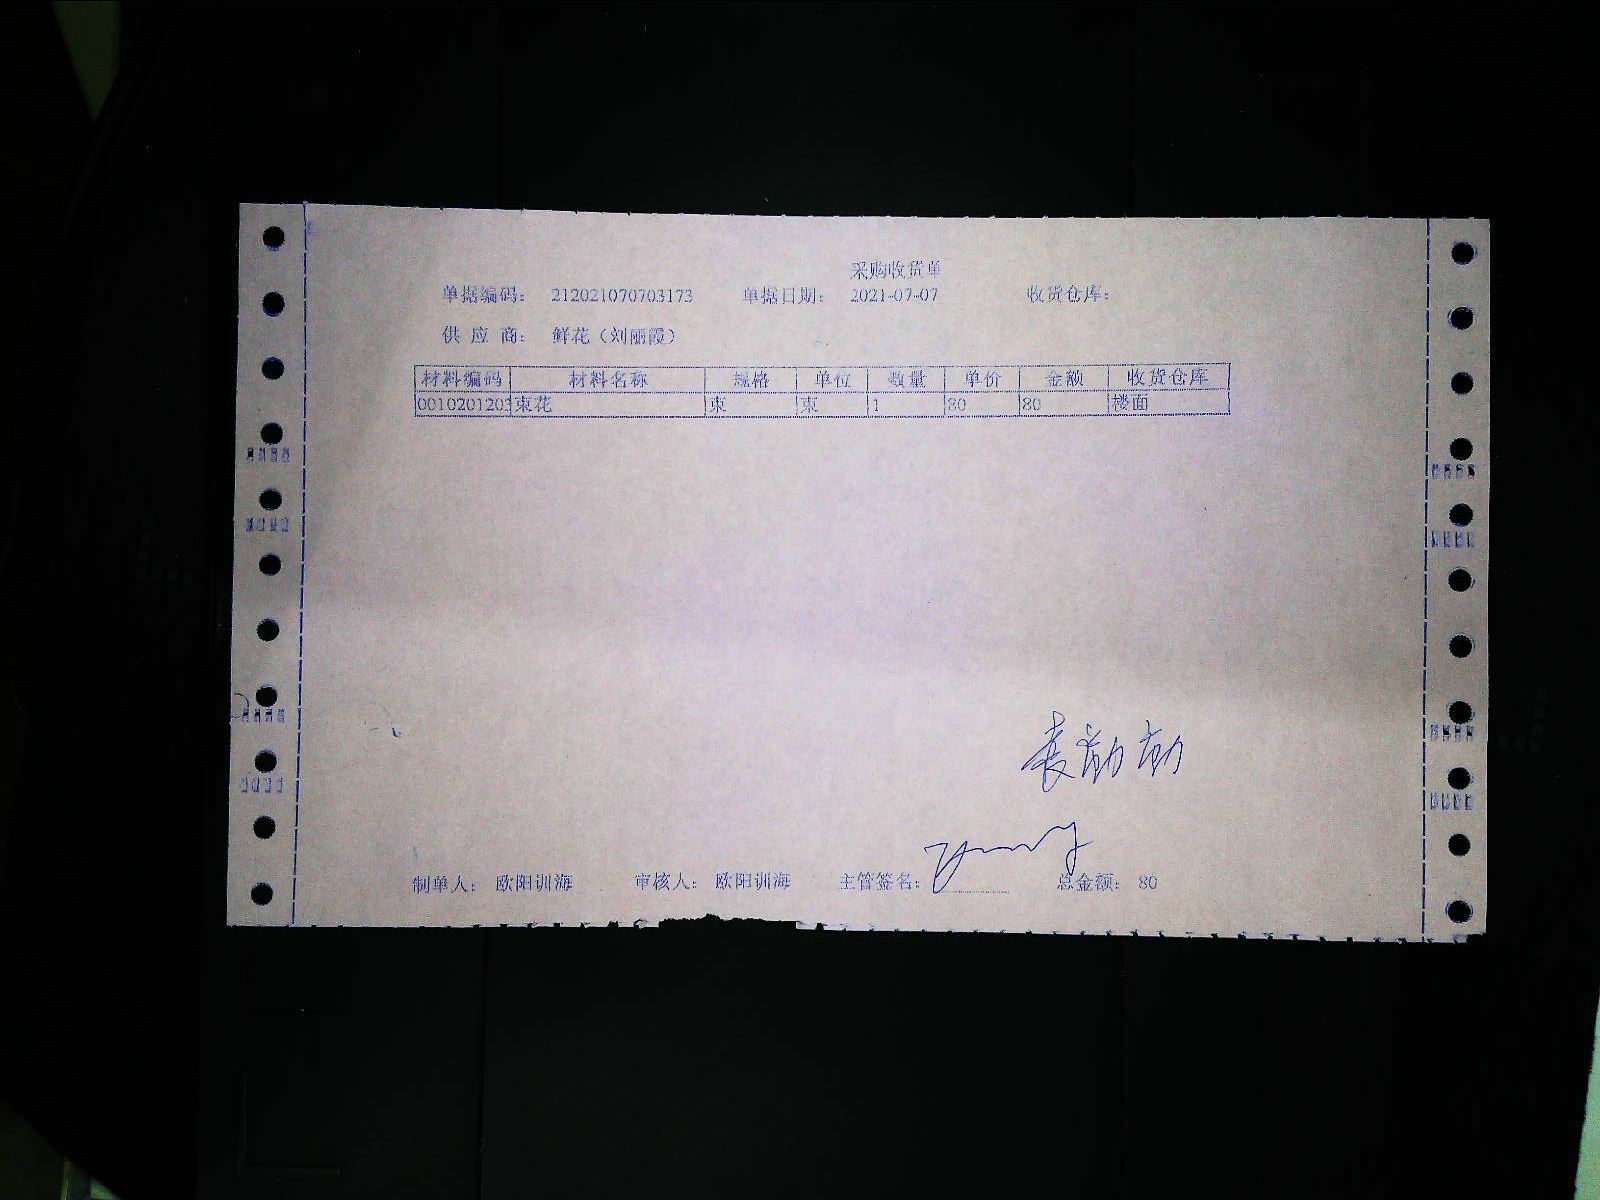 采购收货单
单据编码： 212021070703173 单据日期： 2021-07-07 收货仓库：
供 应 商： 鲜花（刘丽霞）
材料编码 材料名称 规格 单位 数量 单价 金额 收货仓库
0010201203 束花 束 束 1 80 80 楼面
制单人： 欧阳训海 审核人： 欧阳训海 主管签名： 总金额： 80